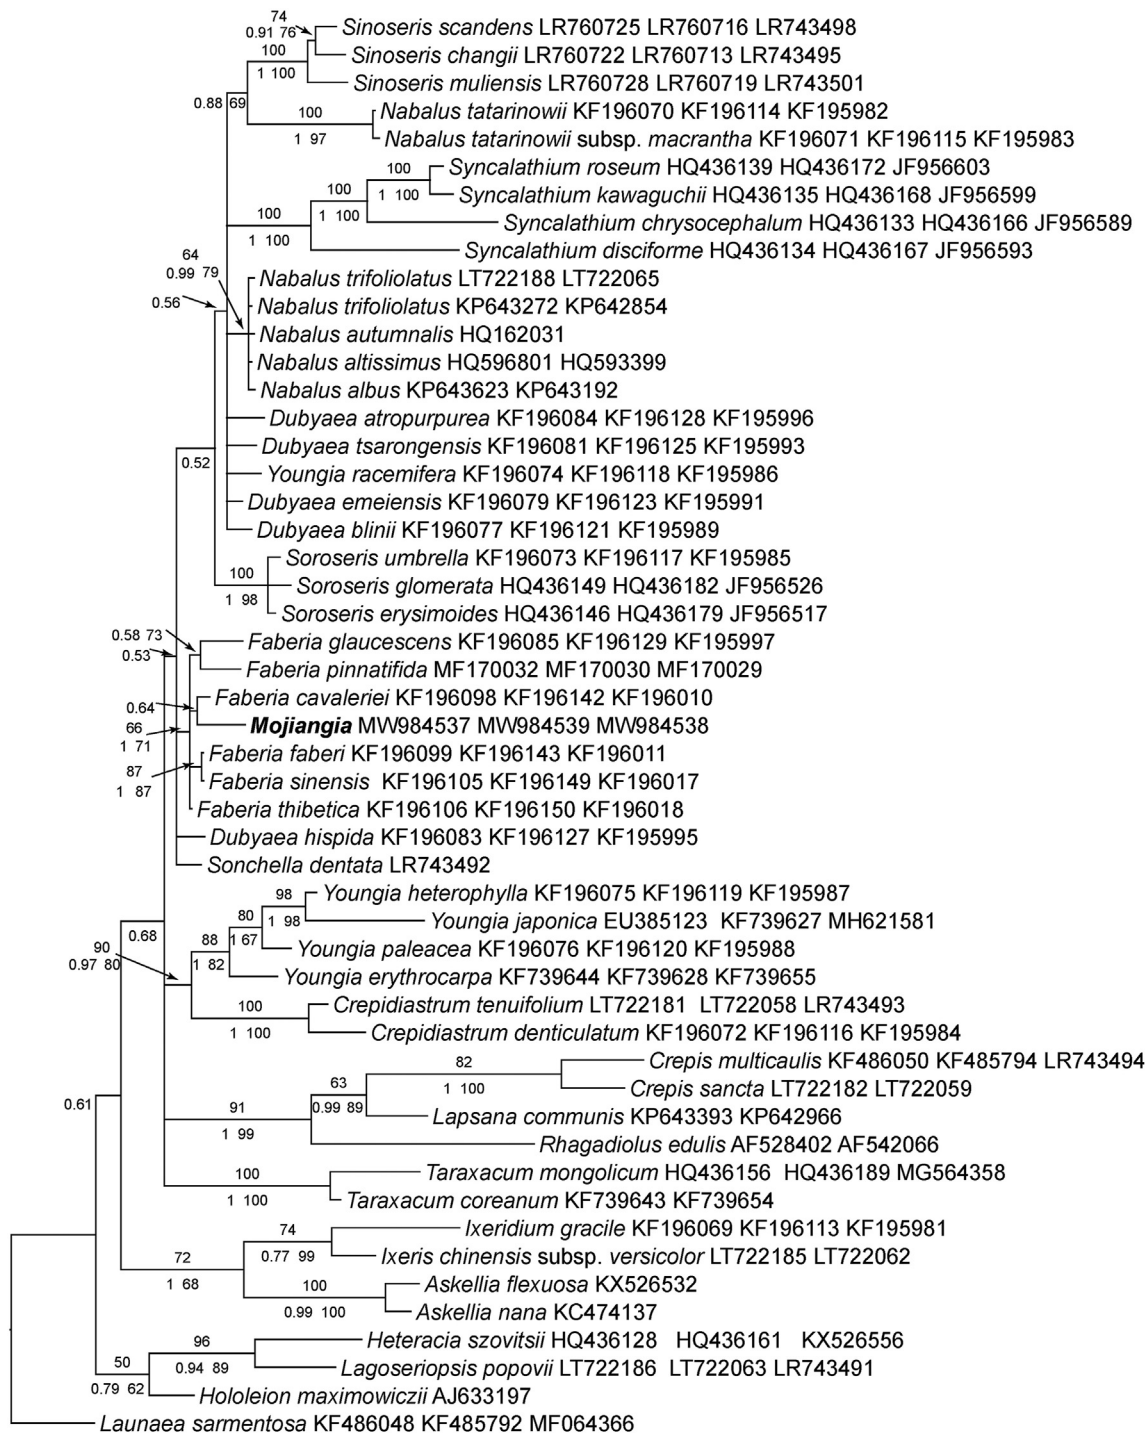 74
0.91 76
Sinoseris scandens LR760725 LR760716 LR743498
100
Sinoseris changii LR760722 LR760713 LR743495
1 100
Sinoseris muliensis LR760728 LR760719 LR743501
0.88 69
100
Nabalus tatarinowii KF196070 KF196114 KF195982
1 97
Nabalus tatarinowii subsp. macrantha KF196071 KF196115 KF195983
100
Syncalathium roseum HQ436139 HQ436172 JF956603
100
1 100
Syncalathium kawaguchii HQ436135 HQ436168 JF956599
100
1 100
Syncalathium chrysocephalum HQ436133 HQ436166 JF956589
1 100
Syncalathium disciforme HQ436134 HQ436167 JF956593
64
0.99 79
Nabalus trifoliolatus LT722188 LT722065
0.56
Nabalus trifoliolatus KP643272 KP642854
Nabalus autumnalis HQ162031
Nabalus altissimus HQ596801 HQ593399
Nabalus albus KP643623 KP643192
Dubyaea atropurpurea KF196084 KF196128 KF195996
Dubyaea tsarongensis KF196081 KF196125 KF195993
0.52
Youngia racemifera KF196074 KF196118 KF195986
Dubyaea emeiensis KF196079 KF196123 KF195991
Dubyaea blinii KF196077 KF196121 KF195989
Soroseris umbrella KF196073 KF196117 KF195985
100
Soroseris glomerata HQ436149 HQ436182 JF956526
1 98
Soroseris erysimoides HQ436146 HQ436179 JF956517
0.58 73
Faberia glaucescens KF196085 KF196129 KF195997
0.53
Faberia pinnatifida MF170032 MF170030 MF170029
Faberia cavaleriei KF196098 KF196142 KF196010
0.64
Mojiangia MW984537 MW984539 MW984538
66
1 71
Faberia faberi KF196099 KF196143 KF196011
87
Faberia sinensis KF196105 KF196149 KF196017
1 87
Faberia thibetica KF196106 KF196150 KF196018
Dubyaea hispida KF196083 KF196127 KF195995
Sonchella dentata LR743492
98
Youngia heterophylla KF196075 KF196119 KF195987
80
1 98
Youngia japonica EU385123 KF739627 MH621581
0.68
88
1 67
Youngia paleacea KF196076 KF196120 KF195988
90
0.97 80
1 82
Youngia erythrocarpa KF739644 KF739628 KF739655
100
Crepidiastrum tenuifolium LT722181 LT722058 LR743493
1 100
Crepidiastrum denticulatum KF196072 KF196116 KF195984
82
Crepis multicaulis KF486050 KF485794 LR743494
63
1 100
Crepis sancta LT722182 LT722059
0.61
91
0.99 89
Lapsana communis KP643393 KP642966
1 99
Rhagadiolus edulis AF528402 AF542066
100
Taraxacum mongolicum HQ436156 HQ436189 MG564358
1 100
Taraxacum coreanum KF739643 KF739654
74
Ixeridium gracile KF196069 KF196113 KF195981
72
0.77 99
Ixeris chinensis subsp. versicolor LT722185 LT722062
1 68
100
Askellia flexuosa KX526532
0.99 100
Askellia nana KC474137
96
Heteracia szovitsii HQ436128 HQ436161 KX526556
50
0.94 89
Lagoseriopsis popovii LT722186 LT722063 LR743491
0.79 62
Hololeion maximowiczii AJ633197
Launaea sarmentosa KF486048 KF485792 MF064366